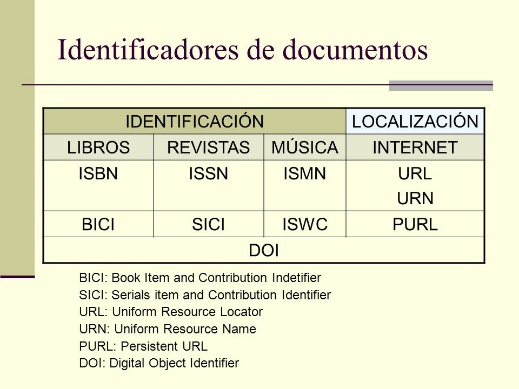 Identificadores de documentos
IDENTIFICACIÓN LOCALIZACIÓN
LIBROS REVISTAS MÚSICA INTERNET
ISBN ISSN ISMN URL
URN
BICI SICI ISWC PURL
DOI
BICI: Book Item and Contribution Indetifier
SICI: Serials item and Contribution Identifier
URL: Uniform Resource Locator
URN: Uniform Resource Name
PURL: Persistent URL
DOI: Digital Object Identifier